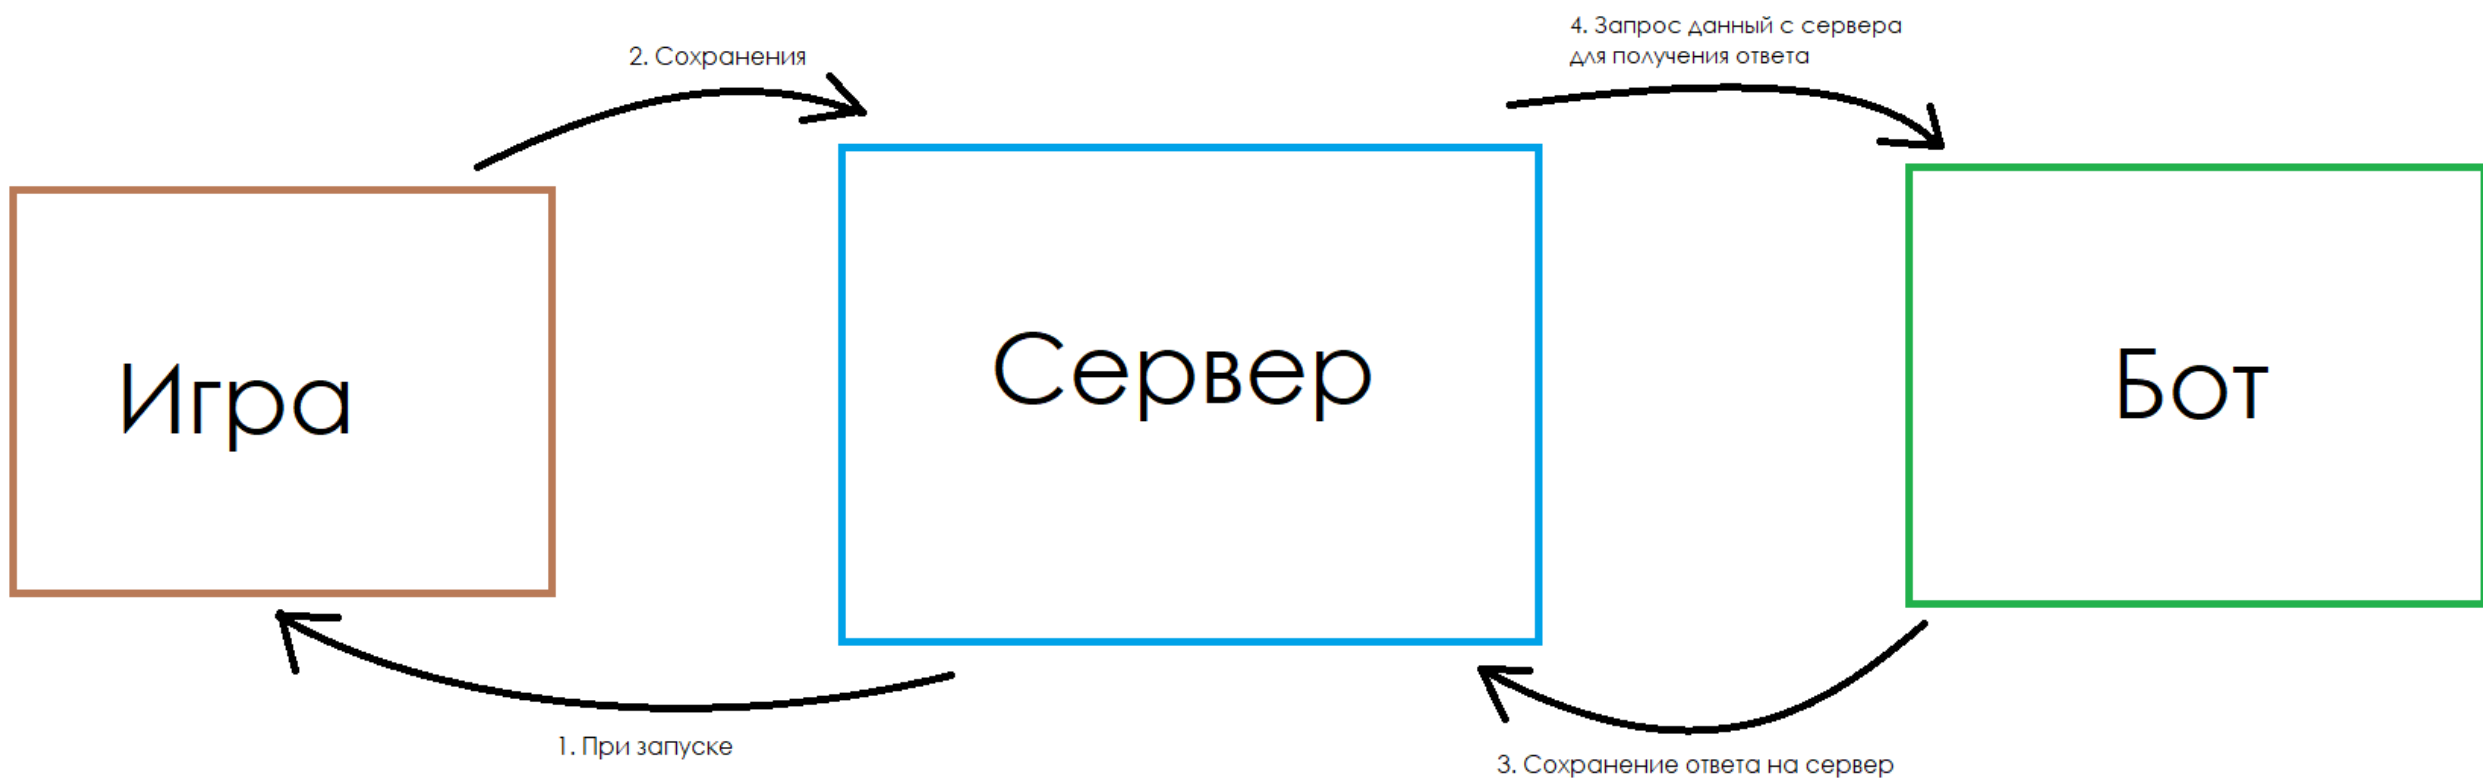 4. Запрос данный с сервера
для получения ответа
2. Сохранения
Игра
Сервер
Бот
1. При запуске
3. Сохранение ответа на сервер